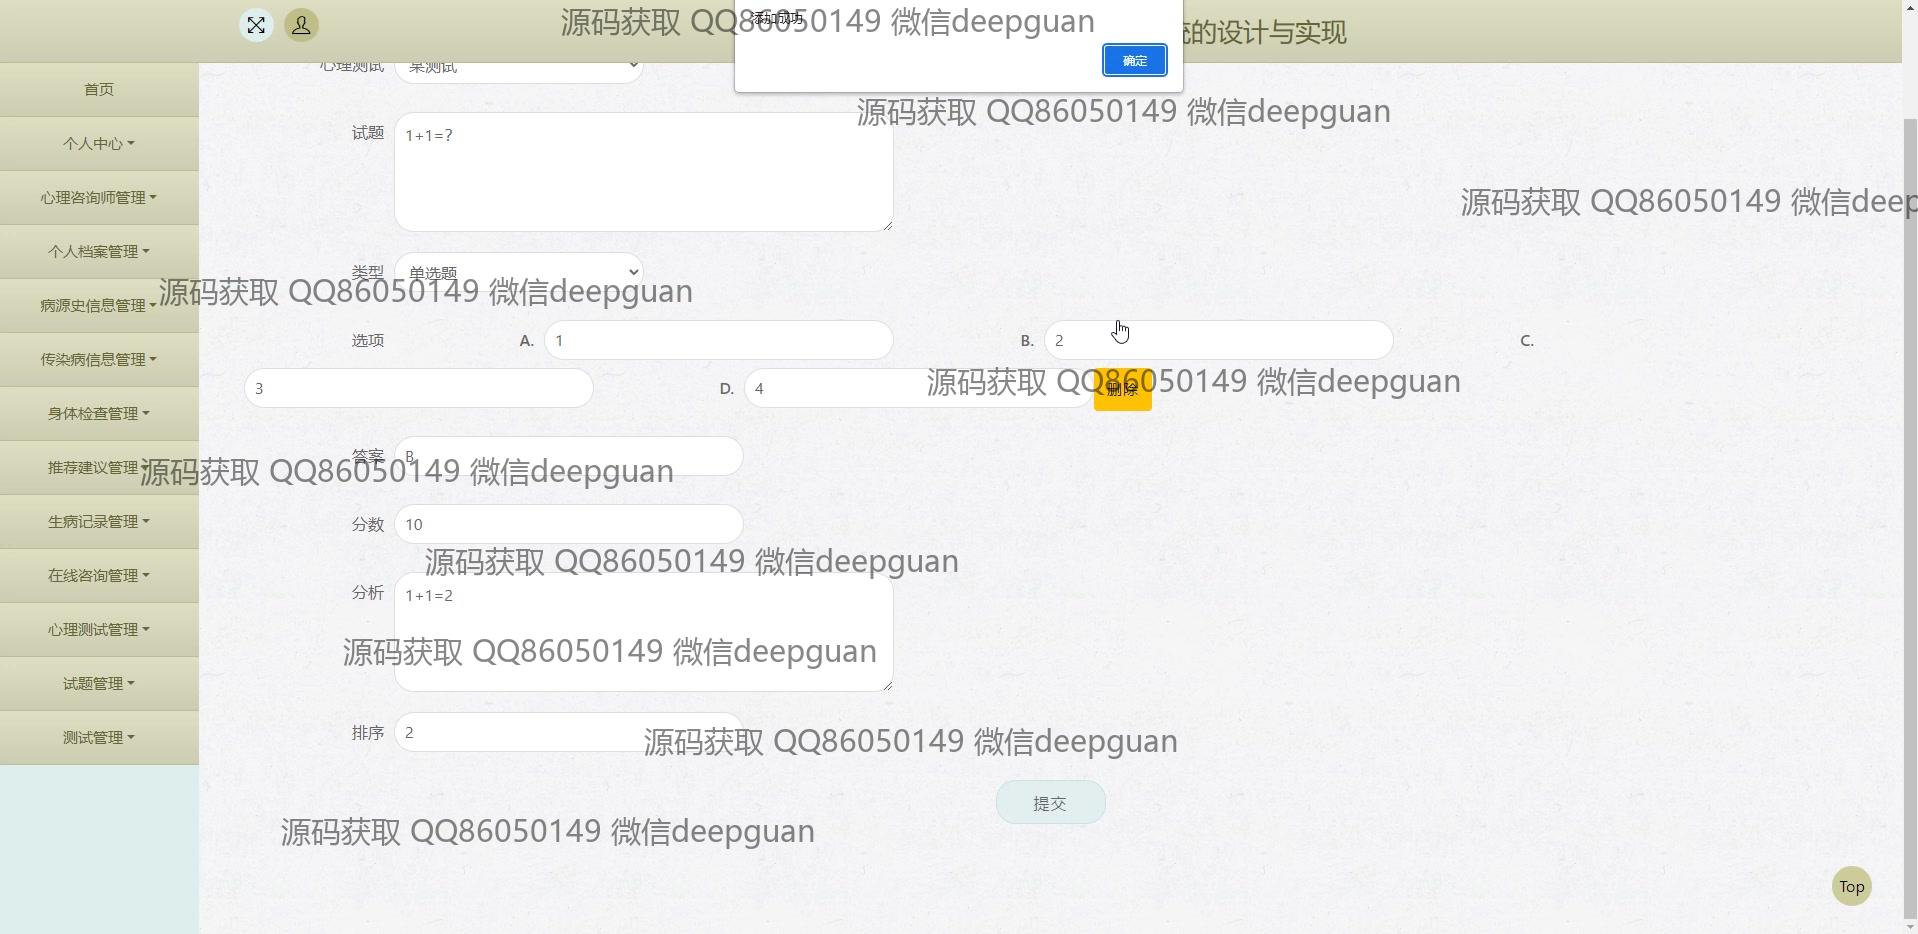 源码获取 QQ86050149 微信deepguan
添加成功
统的设计与实现
确定
首页
心理测试
某测试
源码获取 QQ86050149 微信deepguan
试题
1+1=?
个人中心
心理咨询师管理
源码获取 QQ86050149 微信deep
个人档案管理
类型
单选题
病源史信息管理
源码获取 QQ86050149 微信deepguan
选项 A. 1 B. 2 C.
传染病信息管理
3 D. 4 删除
源码获取 QQ86050149 微信deepguan
身体检查管理
答案 B
推荐建议管理
源码获取 QQ86050149 微信deepguan
生病记录管理
分数 10
源码获取 QQ86050149 微信deepguan
在线咨询管理
分析 1+1=2
心理测试管理
源码获取 QQ86050149 微信deepguan
试题管理
测试管理
排序 2
源码获取 QQ86050149 微信deepguan
提交
源码获取 QQ86050149 微信deepguan
Top